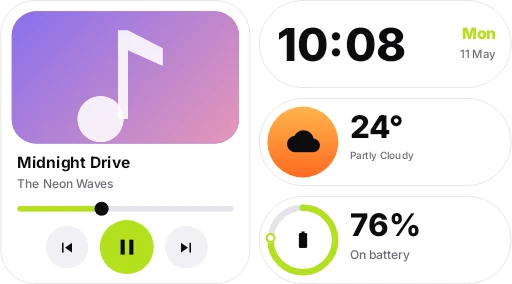 Midnight Drive
The Neon Waves
10:08
Mon
11 May
24°
Partly Cloudy
76%
On battery